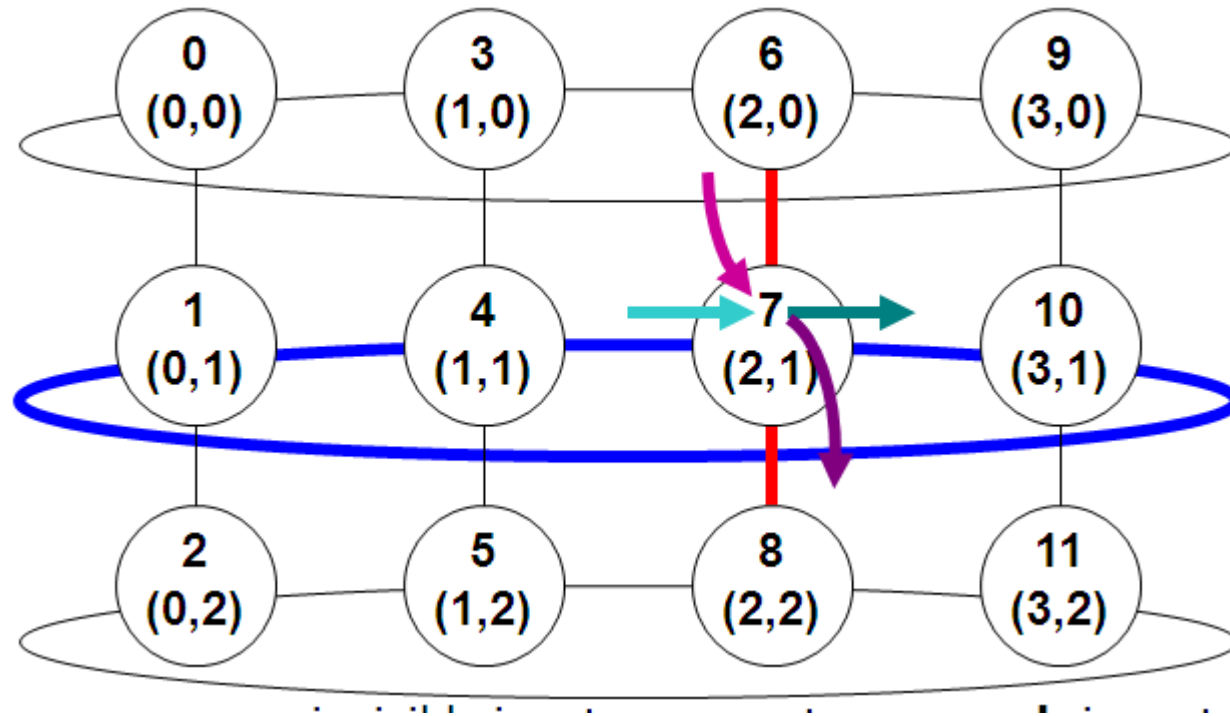 0 3 6 9
(0,0) (1,0) (2,0) (3,0)
1 4 7 10
(0,1) (1,1) (2,1) (3,1)
2 5 8 11
(0,2) (1,2) (2,2) (3,2)